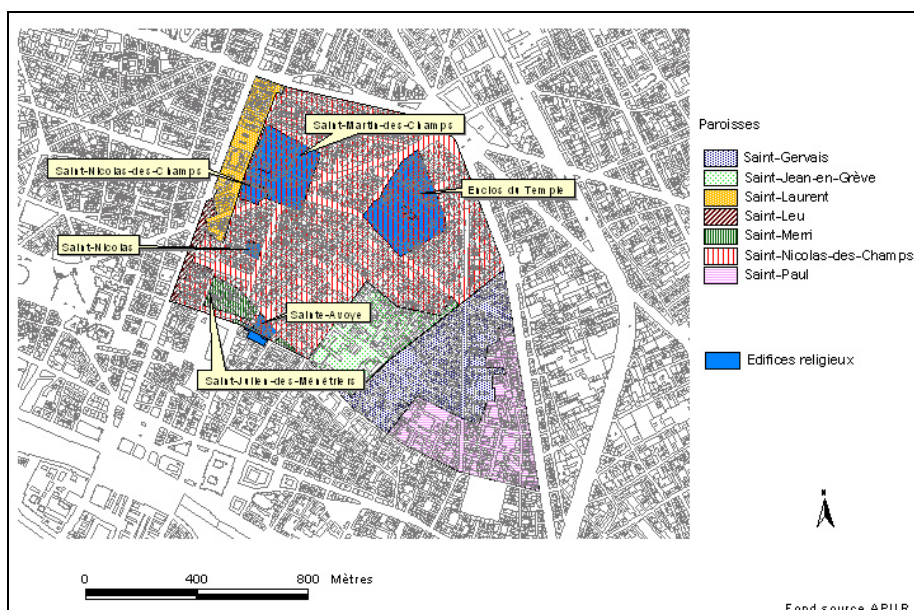 Saint-Martin-des-Champs
Saint-Nicolas-des-Champs
Enclos du Temple
Saint-Nicolas
Sainte-Avoye
Saint-Julien-des-Ménétriers
Paroisses
Saint-Gervais
Saint-Jean-en-Grève
Saint-Laurent
Saint-Leu
Saint-Merri
Saint-Nicolas-des-Champs
Saint-Paul
Edifices religieux
N
0 400 800 Mètres
Fond source APUR